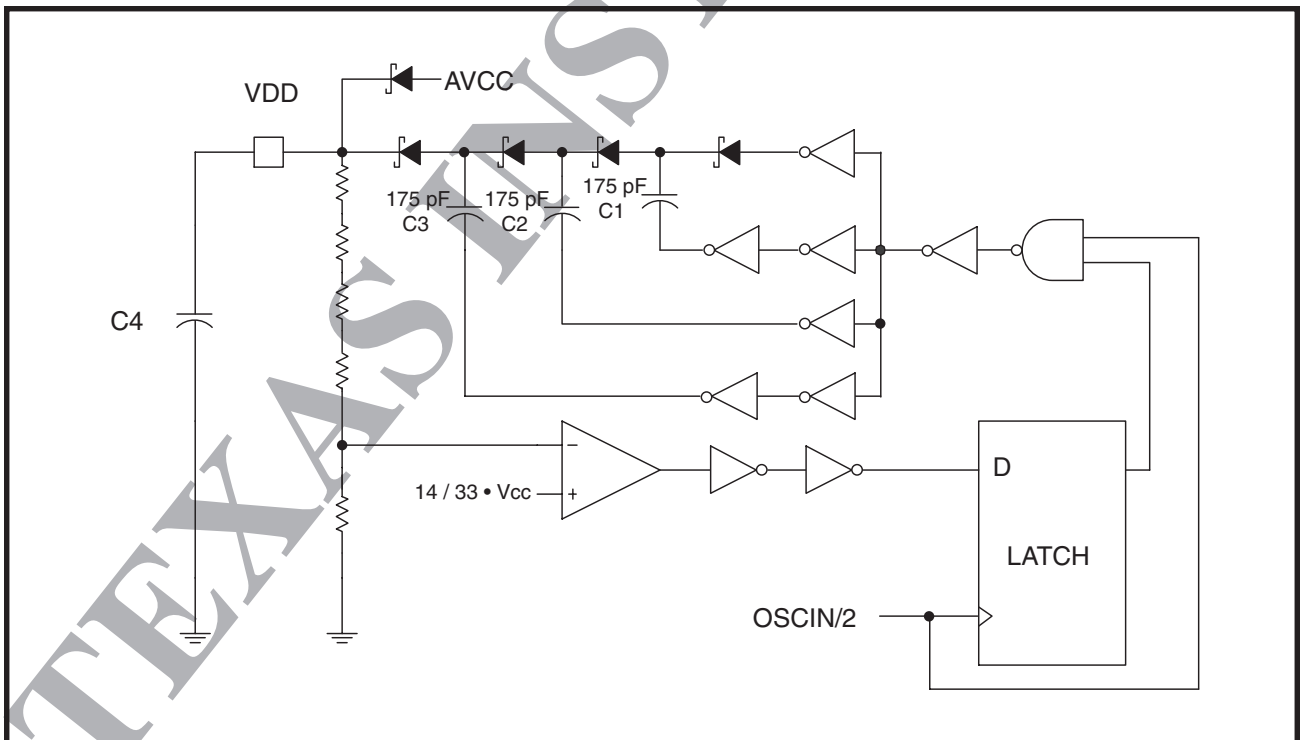 AVCC
VDD
175 pF
C3
175 pF
C2
175 pF
C1
C4
14 / 33 • Vcc
−
+
D
LATCH
OSCIN/2
TEXAS INS